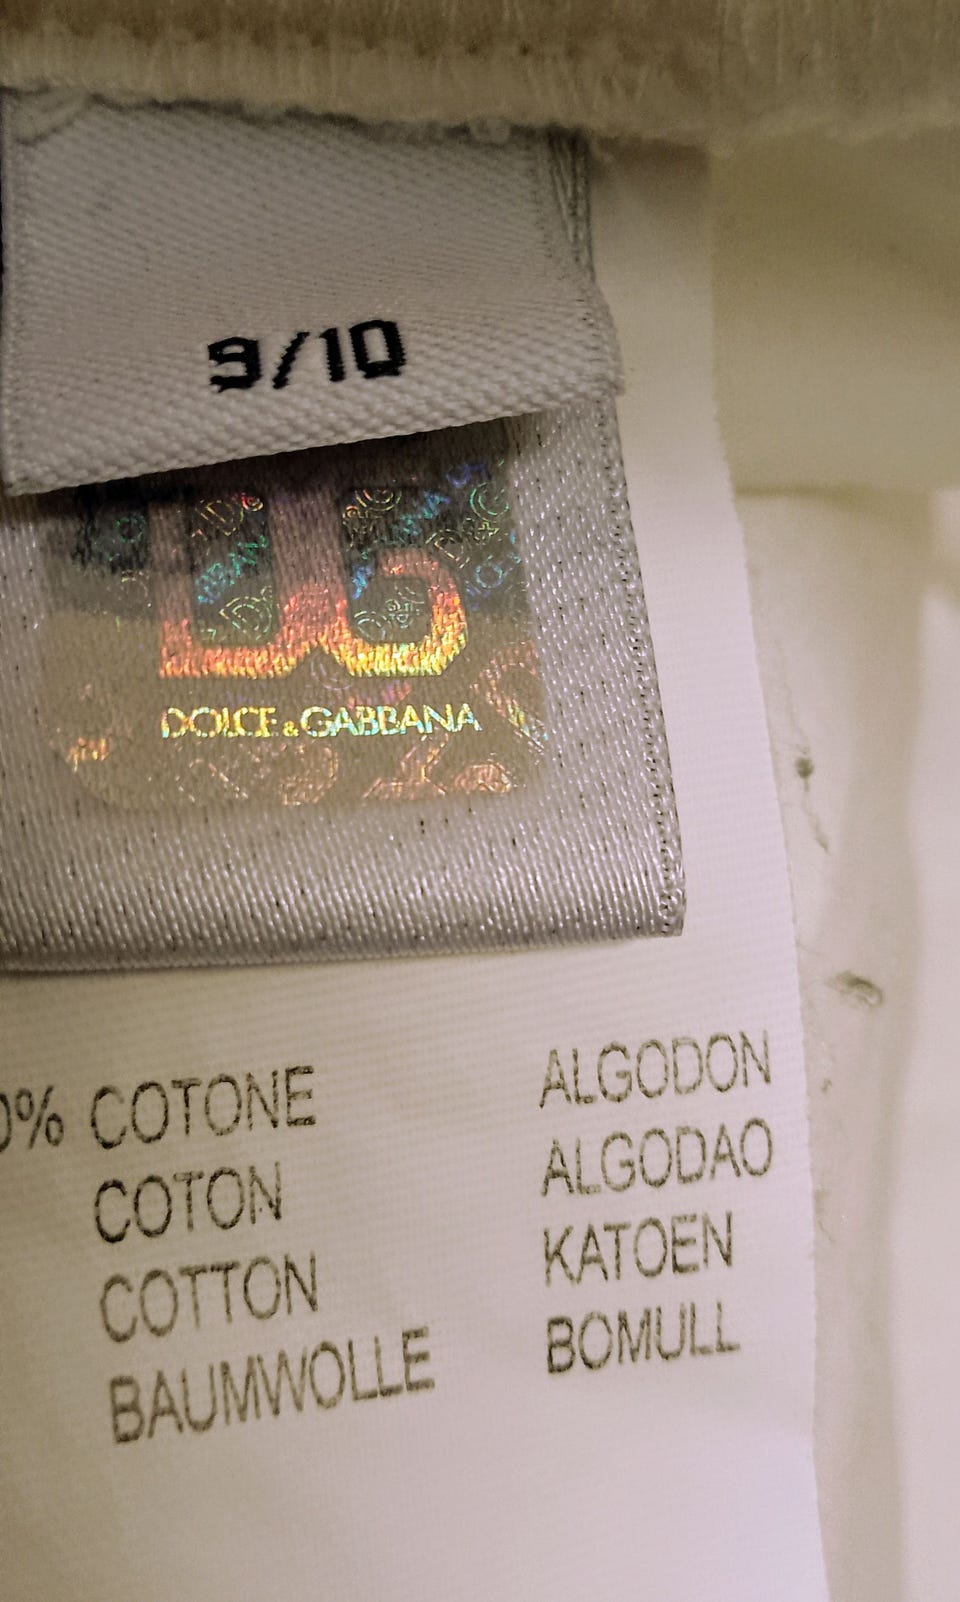 9/10
DG
DOLCE & GABBANA
0% COTONE
COTON
COTTON
BAUMWOLLE
ALGODON
ALGODAO
KATOEN
BOMULL